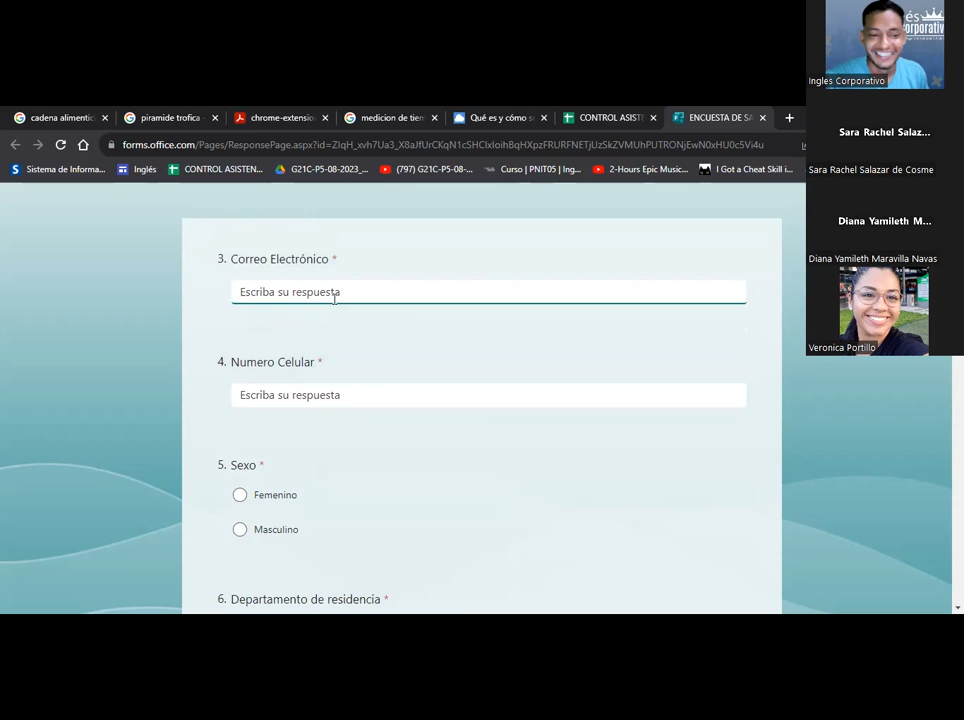 cadena alimentic
piramide trofica -
chrome-extensio
medicion de tien
Qué es y cómo s
CONTROL ASIST
ENCUESTA DE SA
forms.office.com/Pages/ResponsePage.aspx?id=
Sistema de Informa...
Inglés
CONTROL ASISTEN...
G21C-P5-08-2023_...
(797) G21C-P5-08-...
Curso | PNIT05 | Ing...
2-Hours Epic Music...
I Got a Cheat Skill i...
3. Correo Electrónico *
Escriba su respuesta
4. Numero Celular *
Escriba su respuesta
5. Sexo *
Femenino
Masculino
6. Departamento de residencia *
és
corporativo
Ingles Corporativo
Sara Rachel Salaz...
Sara Rachel Salazar de Cosme
Diana Yamileth M...
Diana Yamileth Maravilla Navas
Veronica Portillo